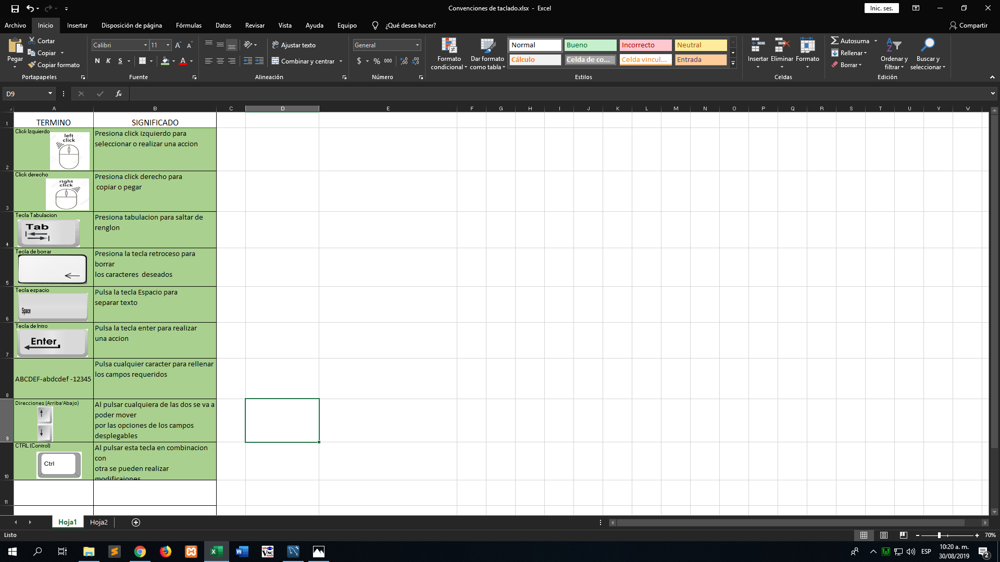 Convenciones de taclado.xlsx - Excel
Inic. ses.
Archivo Inicio Insertar Disposición de página Fórmulas Datos Revisar Vista Ayuda Equipo ¿Qué desea hacer? Compartir
Pegar
Cortar
Copiar
Copiar formato
Portapapeles
Calibri 11
N K S
Fuente
Ajustar texto
Combinar y centrar
Alineación
General
$ % 000
Número
Formato condicional
Dar formato como tabla
Normal Bueno Incorrecto Neutral
Cálculo Celda de co... Celda vincul... Entrada
Estilos
Insertar Eliminar Formato
Celdas
Autosuma
Rellenar
Borrar
Ordenar y filtrar
Buscar y seleccionar
Edición
D9 fx
A B C D E F G H I J K L M N O P Q R S T U V W
1 TERMINO SIGNIFICADO
Click Izquierdo
left
click
Presiona click izquierdo para
seleccionar o realizar una accion
2
Click derecho
right
click
Presiona click derecho para
copiar o pegar
3
Tecla Tabulacion
Tab
Presiona tabulacion para saltar de
renglon
4
Tecla de borrar
Presiona la tecla retroceso para
borrar
los caracteres deseados
5
Tecla espacio
Space
Pulsa la tecla Espacio para
separar texto
6
Tecla de Intro
Enter
Pulsa la tecla enter para realizar
una accion
7
ABCDEF-abdcdef -12345
Pulsa cualquier caracter para rellenar
los campos requeridos
8
Direcciones (Arriba'Abajo)
Al pulsar cualquiera de las dos se va a
poder mover
por las opciones de los campos
desplegables
9
CTRL (Control)
Ctrl
Al pulsar esta tecla en combinacion
con
otra se pueden realizar
modificaiones
10
11
Hoja1 Hoja2
Listo
70%
ESP
10:20 a. m.
30/08/2019
2